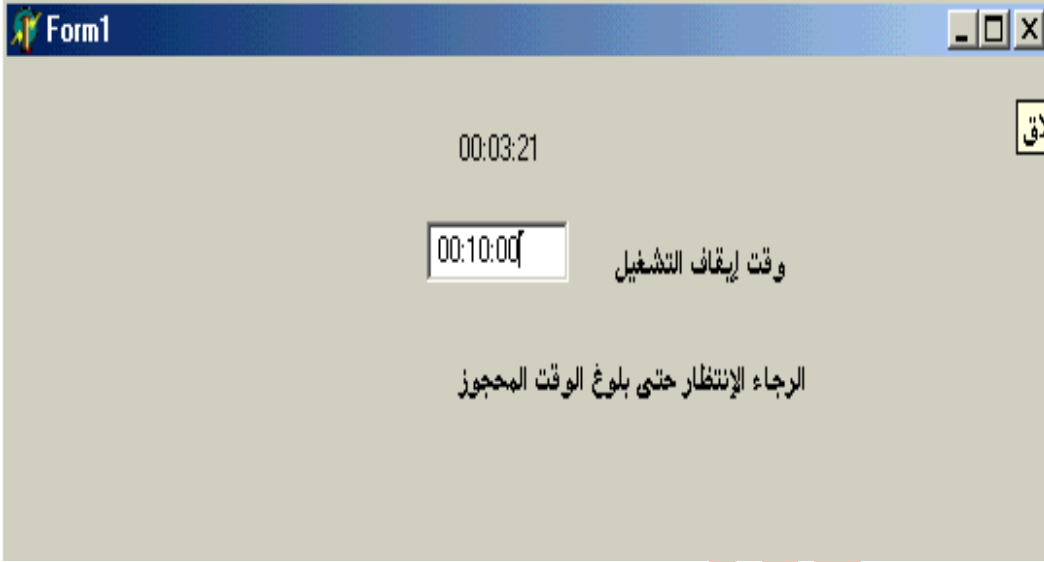 Form1
00:03:21
وقت إيقاف التشغيل 00:10:00
الرجاء الإنتظار حتى بلوغ الوقت المحجوز